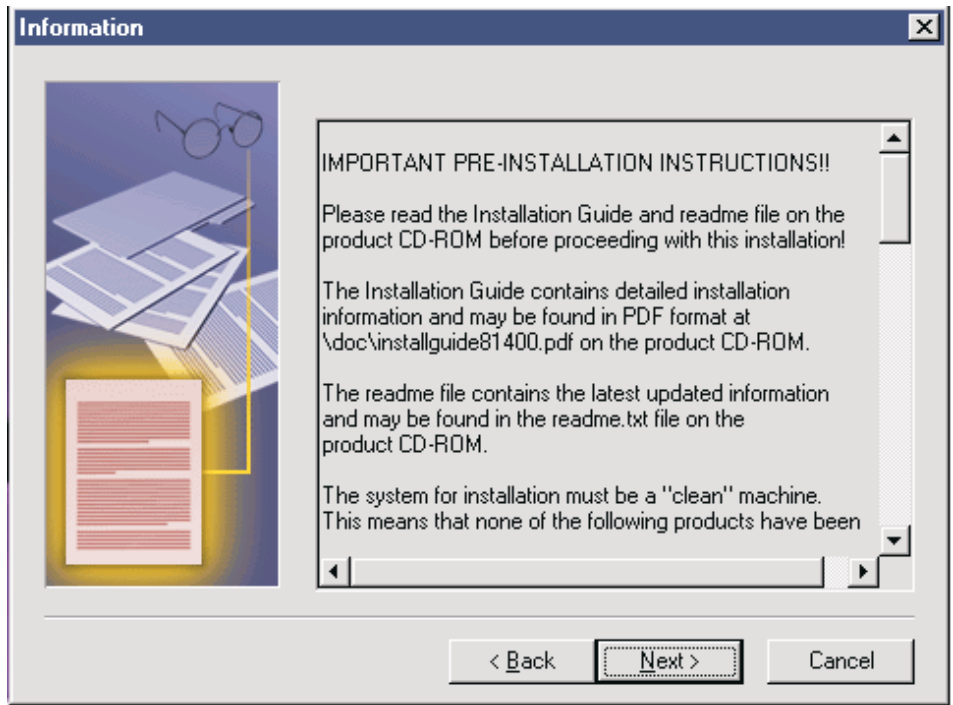 Information
IMPORTANT PRE-INSTALLATION INSTRUCTIONS!!
Please read the Installation Guide and readme file on the
product CD-ROM before proceeding with this installation!
The Installation Guide contains detailed installation
information and may be found in PDF format at
\doc\installguide81400.pdf on the product CD-ROM.
The readme file contains the latest updated information
and may be found in the readme.txt file on the
product CD-ROM.
The system for installation must be a "clean" machine.
This means that none of the following products have been
< Back
Next >
Cancel